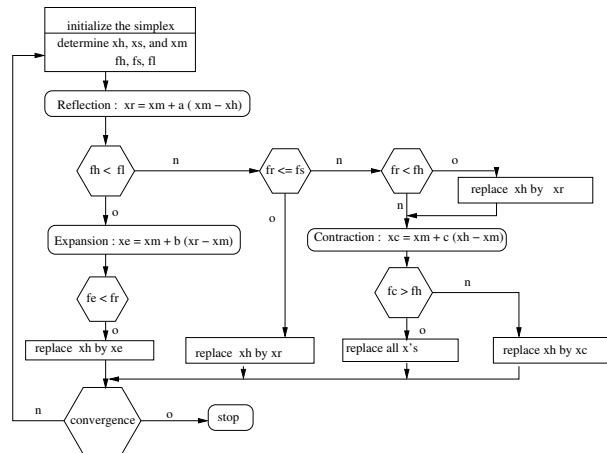 initialize the simplex
determine xh, xs, and xm
fh, fs, fl
Reflection : xr = xm + a ( xm − xh )
fh < fl
n
fr <= fs
n
fr < fh
o
replace xh by xr
o
o
n
Expansion : xe = xm + b (xr − xm)
Contraction : xc = xm + c (xh − xm)
fe < fr
fc > fh
n
o
o
replace xh by xe
replace xh by xr
replace all x's
replace xh by xc
n
convergence
o
stop